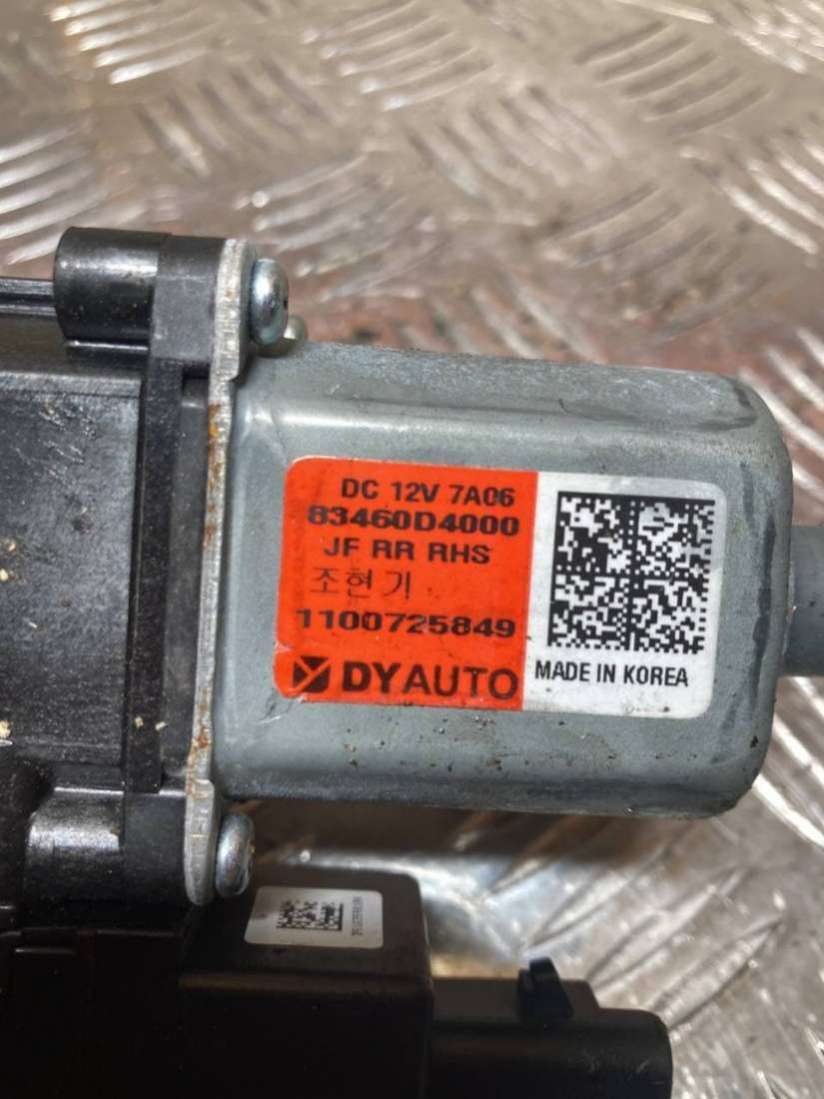 DC 12V 7A06
83460D4000
JF RR RHS
조현기
1100725849
DYAUTO
MADE IN KOREA